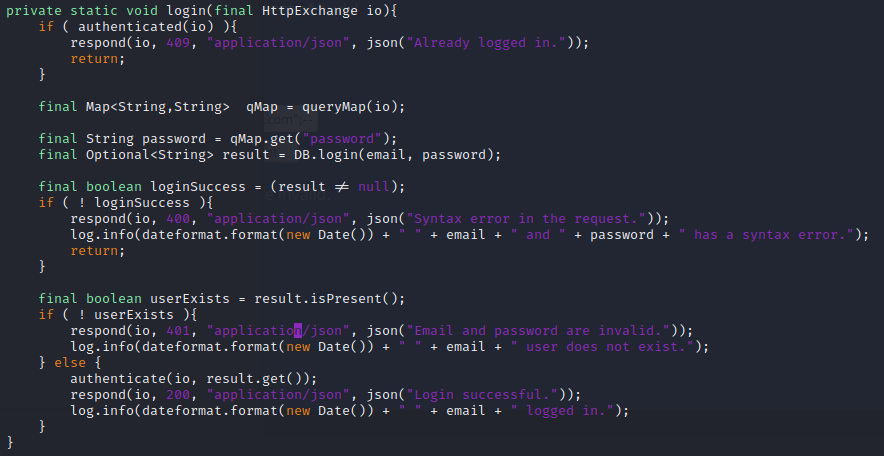 private static void login(final HttpExchange io){
    if ( authenticated(io) ){
        respond(io, 409, "application/json", json("Already logged in."));
        return;
    }

    final Map<String,String>  qMap = queryMap(io);
com",--
    final String password = qMap.get("password");
    final Optional<String> result = DB.login(email, password);

    final boolean loginSuccess = (result ≠ null);
    if ( ! loginSuccess ){
        respond(io, 400, "application/json", json("Syntax error in the request."));
        log.info(dateformat.format(new Date()) + " " + email + " and " + password + " has a syntax error.");
        return;
    }

    final boolean userExists = result.isPresent();
    if ( ! userExists ){
        respond(io, 401, "application/json", json("Email and password are invalid."));
        log.info(dateformat.format(new Date()) + " " + email + " user does not exist.");
    } else {
        authenticate(io, result.get());
        respond(io, 200, "application/json", json("Login successful."));
        log.info(dateformat.format(new Date()) + " " + email + " logged in.");
    }
}